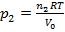 p₂ = n₂ RT / V₀